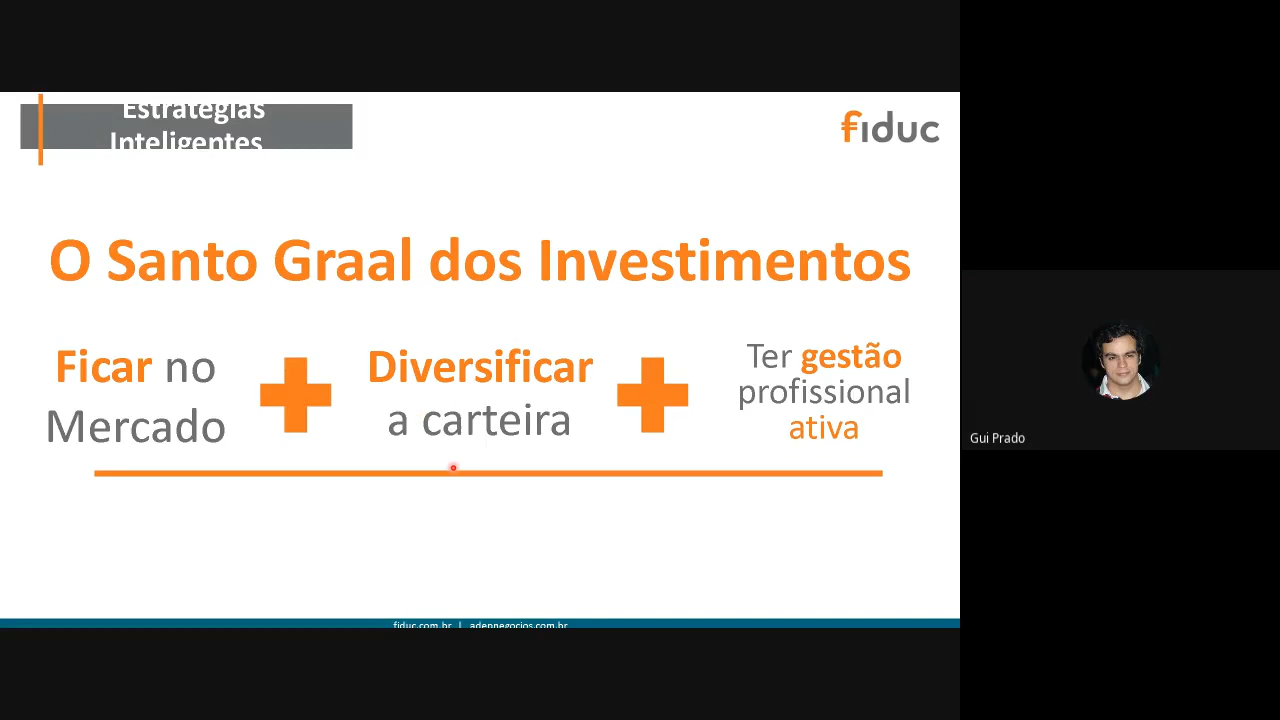 Estratégias
Inteligentes
fiduc
O Santo Graal dos Investimentos
Ficar no
Mercado
Diversificar
a carteira
Ter gestão
profissional
ativa
Gui Prado
fiduc.com.br | adennegocios.com.br